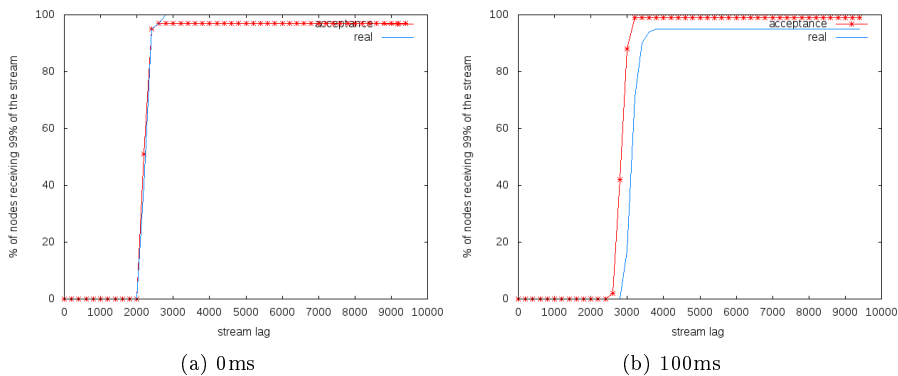 100
80
60
40
20
0
% of nodes receiving 99% of the stream
acceptance
real
0 1000 2000 3000 4000 5000 6000 7000 8000 9000 10000
stream lag
(a) 0ms
100
80
60
40
20
0
% of nodes receiving 99% of the stream
acceptance
real
0 1000 2000 3000 4000 5000 6000 7000 8000 9000 10000
stream lag
(b) 100ms